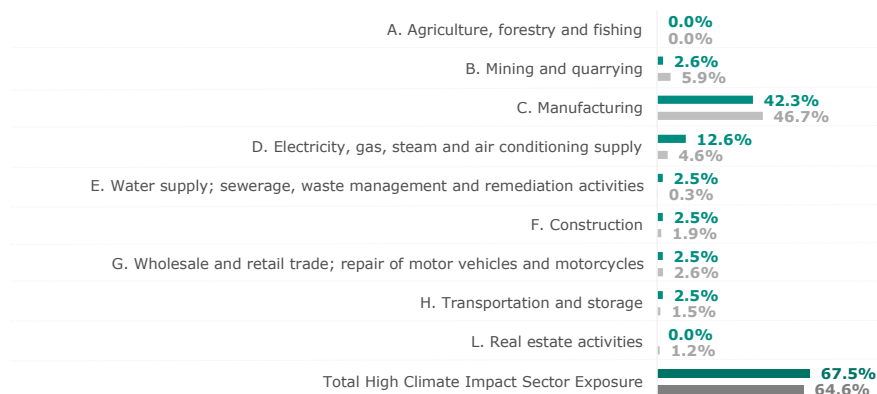 A. Agriculture, forestry and fishing
0.0%
0.0%
B. Mining and quarrying
2.6%
5.9%
C. Manufacturing
42.3%
46.7%
D. Electricity, gas, steam and air conditioning supply
12.6%
4.6%
E. Water supply; sewerage, waste management and remediation activities
2.5%
0.3%
F. Construction
2.5%
1.9%
G. Wholesale and retail trade; repair of motor vehicles and motorcycles
2.5%
2.6%
H. Transportation and storage
2.5%
1.5%
L. Real estate activities
0.0%
1.2%
Total High Climate Impact Sector Exposure
67.5%
64.6%